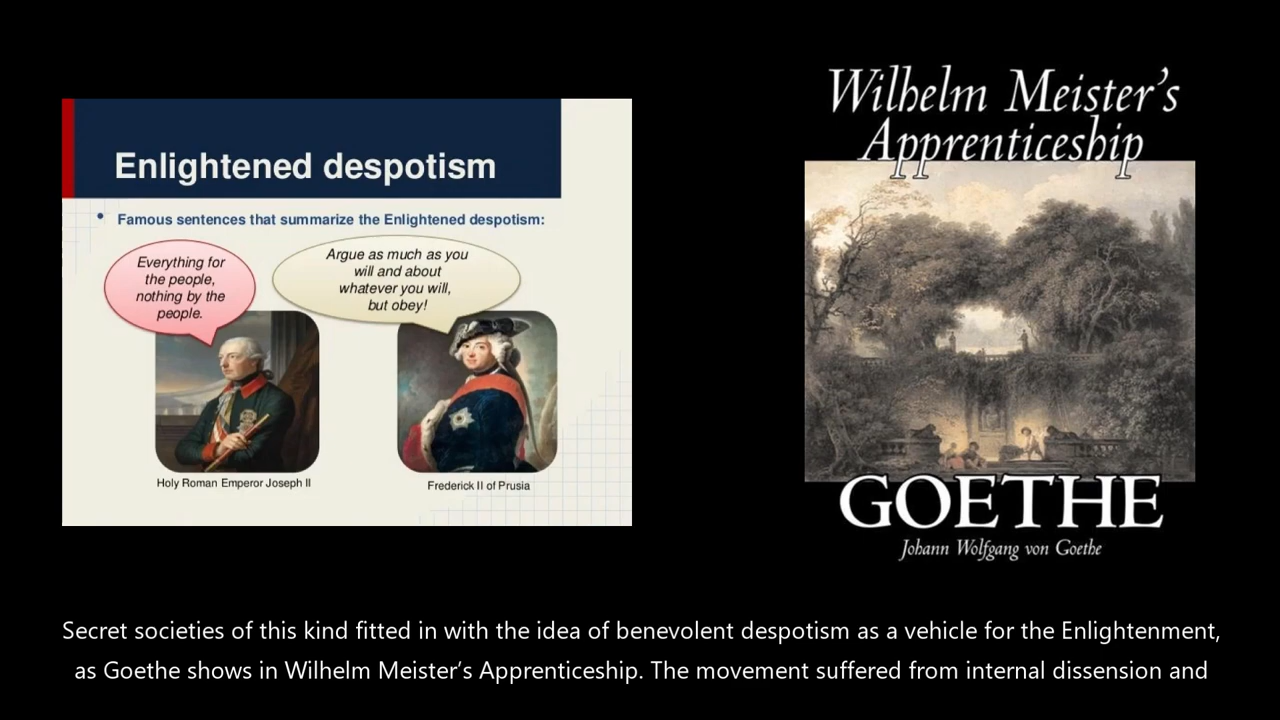 Enlightened despotism
• Famous sentences that summarize the Enlightened despotism:
Everything for
the people,
nothing by the
people.
Argue as much as you
will and about
whatever you will,
but obey!
Holy Roman Emperor Joseph II
Frederick II of Prusia
Wilhelm Meister's
Apprenticeship
GOETHE
Johann Wolfgang von Goethe
Secret societies of this kind fitted in with the idea of benevolent despotism as a vehicle for the Enlightenment,
as Goethe shows in Wilhelm Meister’s Apprenticeship. The movement suffered from internal dissension and